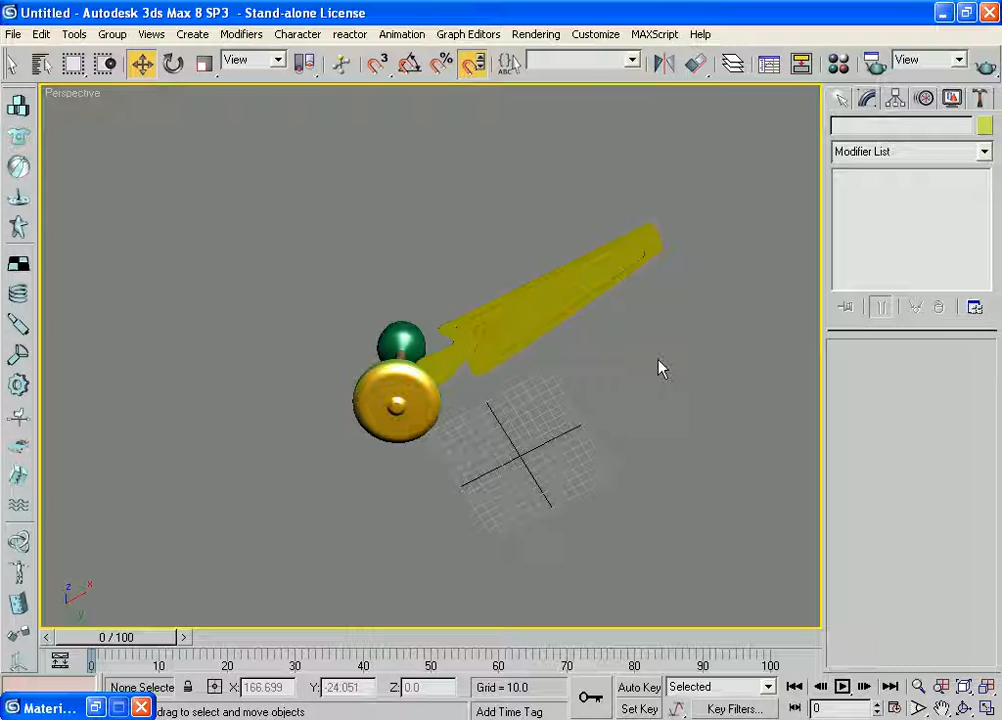 Untitled - Autodesk 3ds Max 8 SP3 - Stand-alone License
File Edit Tools Group Views Create Modifiers Character reactor Animation Graph Editors Rendering Customize MAXScript Help
View 3 % ABC View
Perspective
Modifier List
z x y
< 0 / 100 >
0 10 20 30 40 50 60 70 80 90 100
None Selecte X: 166.699 Y: -24.051 Z: 0.0 Grid = 10.0 Auto Key Selected
Materi... drag to select and move objects Add Time Tag Set Key Key Filters... 0